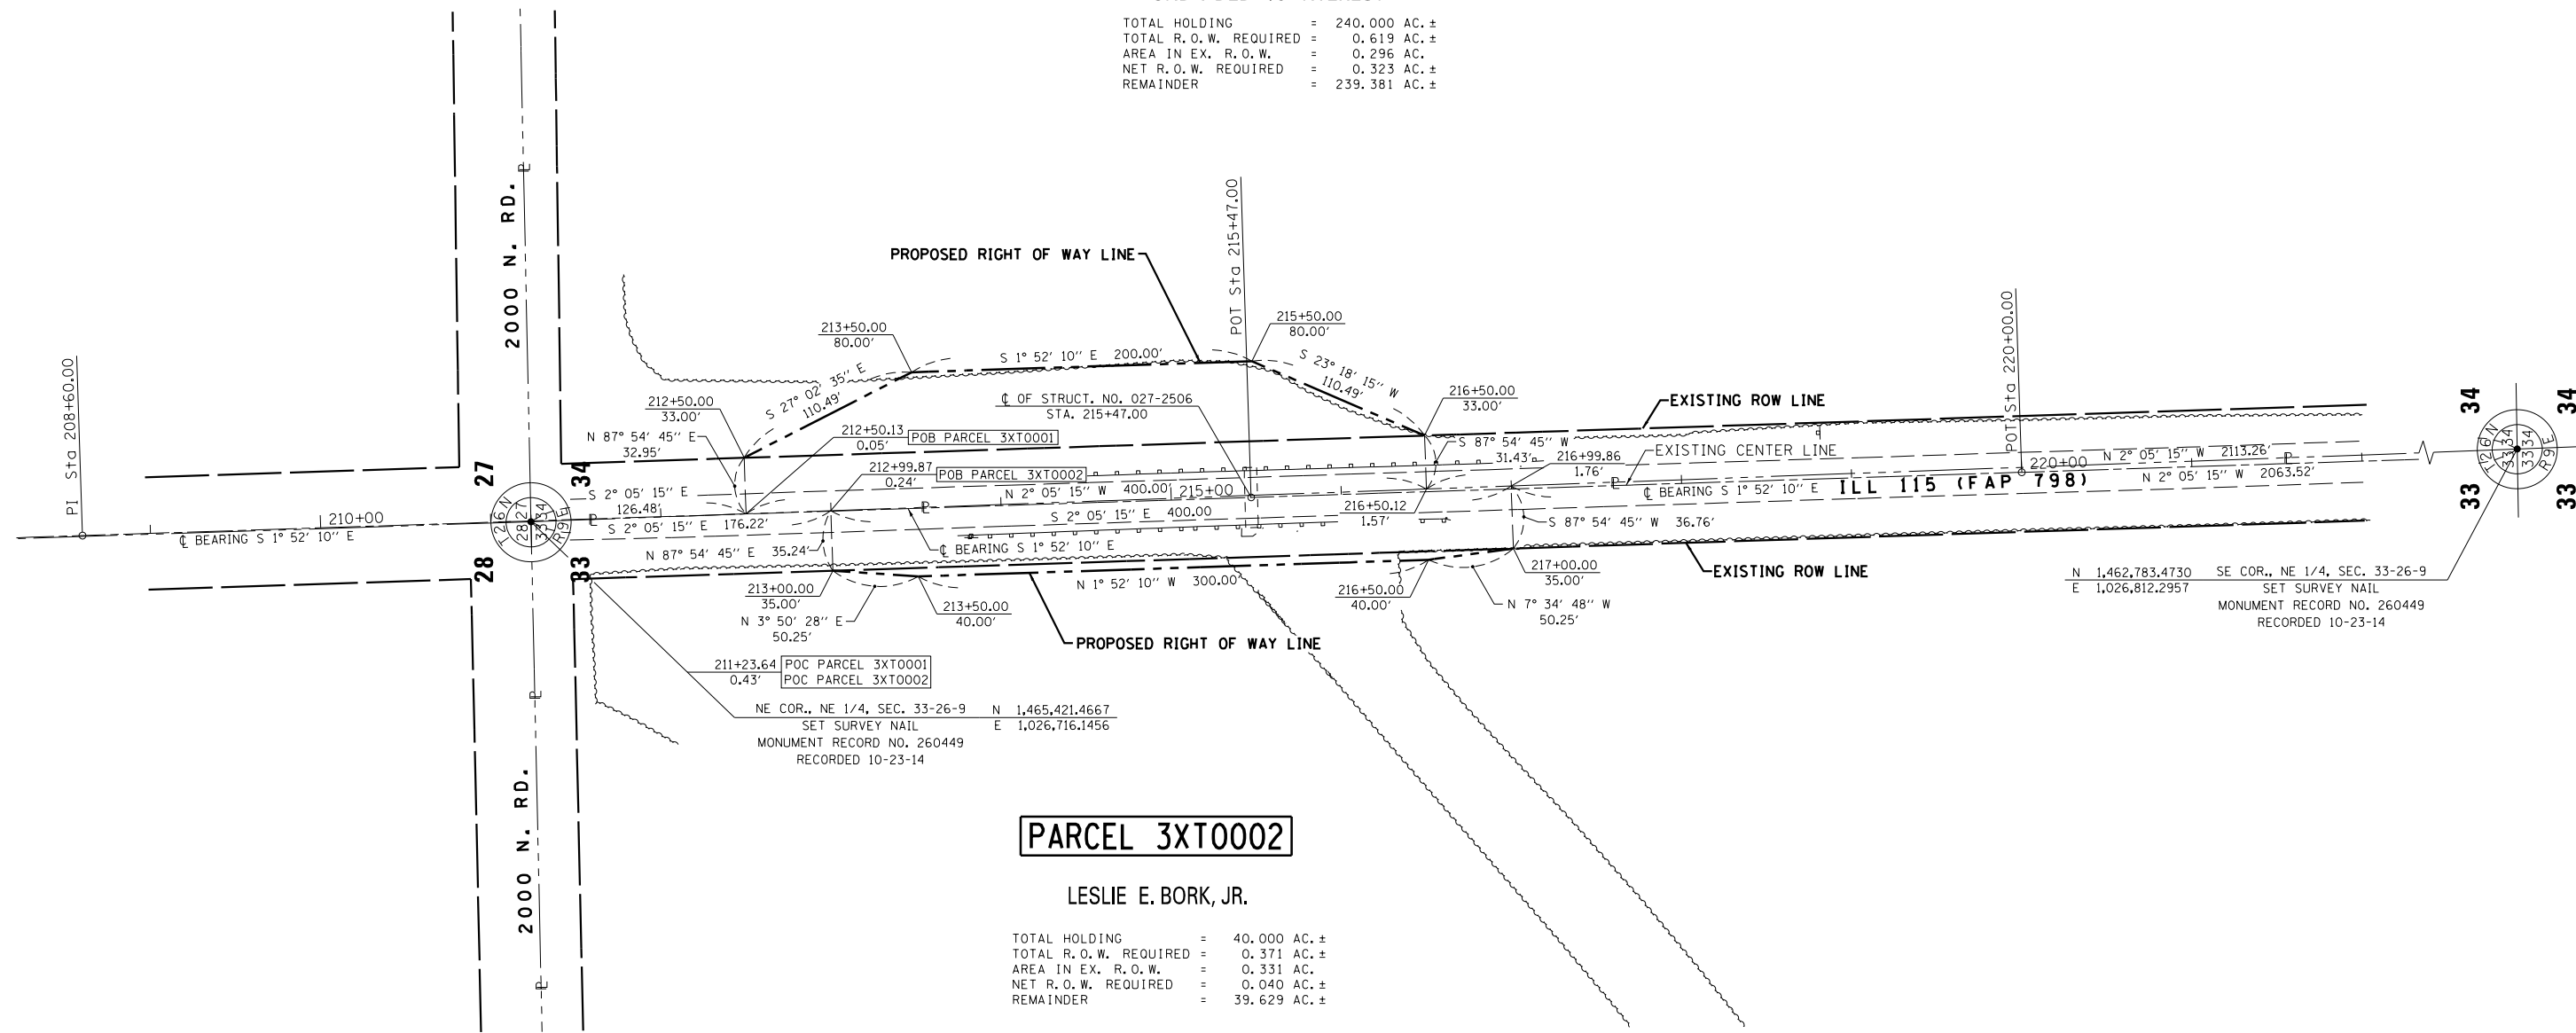 TOTAL HOLDING = 240.000 AC.±
TOTAL R.O.W. REQUIRED = 0.619 AC.±
AREA IN EX. R.O.W. = 0.296 AC.
NET R.O.W. REQUIRED = 0.323 AC.±
REMAINDER = 239.381 AC.±
2000 N. RD.
PROPOSED RIGHT OF WAY LINE
POT Sta 215+47.00
213+50.00
80.00'
215+50.00
80.00'
S 1° 52' 10" E 200.00'
S 27° 02' 35" E
110.49'
S 23° 18' 15" W
110.49'
PI Sta 208+60.00
POT Sta 220+00.00
212+50.00
33.00'
℄ OF STRUCT. NO. 027-2506
STA. 215+47.00
216+50.00
33.00'
EXISTING ROW LINE
N 87° 54' 45" E
32.95'
212+50.13
0.05'
POB PARCEL 3XT0001
S 87° 54' 45" W
31.43'
EXISTING CENTER LINE
216+99.86
1.76'
212+99.87
0.24'
POB PARCEL 3XT0002
27
34
28
33
T26N
28 27
33 34
R9E
210+00
℄ BEARING S 1° 52' 10" E
S 2° 05' 15" E
126.48'
S 2° 05' 15" E 176.22'
N 2° 05' 15" W 400.00'
215+00
S 2° 05' 15" E 400.00
216+50.12
1.57'
℄ BEARING S 1° 52' 10" E
ILL 115 (FAP 798)
220+00
N 2° 05' 15" W 2113.26'
N 2° 05' 15" W 2063.52'
34
34
33
33
T26N
33 34
33 34
R9E
N 87° 54' 45" E 35.24'
℄ BEARING S 1° 52' 10" E
S 87° 54' 45" W 36.76'
213+00.00
35.00'
213+50.00
40.00'
N 1° 52' 10" W 300.00'
216+50.00
40.00'
217+00.00
35.00'
EXISTING ROW LINE
N 3° 50' 28" E
50.25'
N 7° 34' 48" W
50.25'
PROPOSED RIGHT OF WAY LINE
N 1,462,783.4730 SE COR., NE 1/4, SEC. 33-26-9
E 1,026,812.2957 SET SURVEY NAIL
MONUMENT RECORD NO. 260449
RECORDED 10-23-14
211+23.64
0.43'
POC PARCEL 3XT0001
POC PARCEL 3XT0002
NE COR., NE 1/4, SEC. 33-26-9 N 1,465,421.4667
SET SURVEY NAIL E 1,026,716.1456
MONUMENT RECORD NO. 260449
RECORDED 10-23-14
2000 N. RD.
PARCEL 3XT0002
LESLIE E. BORK, JR.
TOTAL HOLDING = 40.000 AC.±
TOTAL R.O.W. REQUIRED = 0.371 AC.±
AREA IN EX. R.O.W. = 0.331 AC.
NET R.O.W. REQUIRED = 0.040 AC.±
REMAINDER = 39.629 AC.±